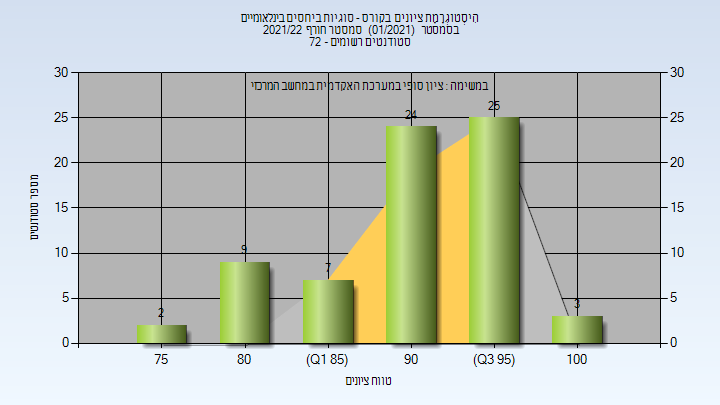 הִיסְטוֹגְרָמַת ציונים בקורס - סוגיות ביחסים בינלאומיים
בסמסטר (01/2021) סמסטר חורף 2021/22
סטודנטים רשומים - 72
במשימה : ציון סופי במערכת האקדמית במחשב המרכזי
30 30
25 25
20 20
15 15
10 10
5 5
0 0
מספר סטודנטים
2 9 7 24 25 3
75 80 (Q1 85) 90 (Q3 95) 100
טווח ציונים